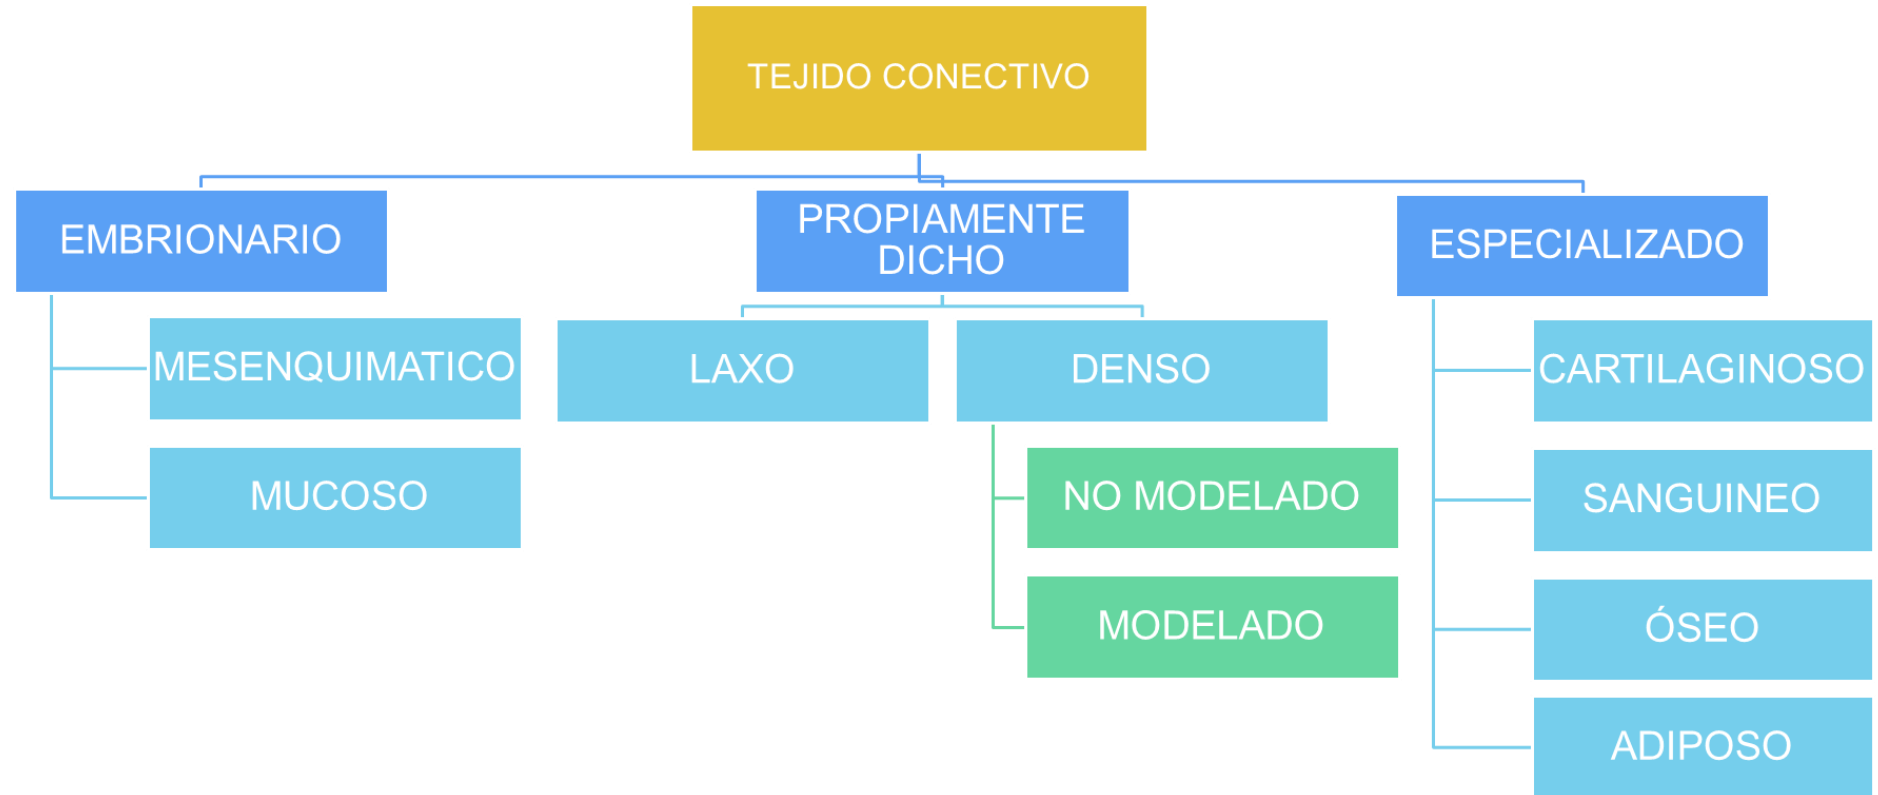 TEJIDO CONECTIVO
EMBRIONARIO
MESENQUIMATICO
MUCOSO
PROPIAMENTE
DICHO
LAXO
DENSO
NO MODELADO
MODELADO
ESPECIALIZADO
CARTILAGINOSO
SANGUINEO
ÓSEO
ADIPOSO